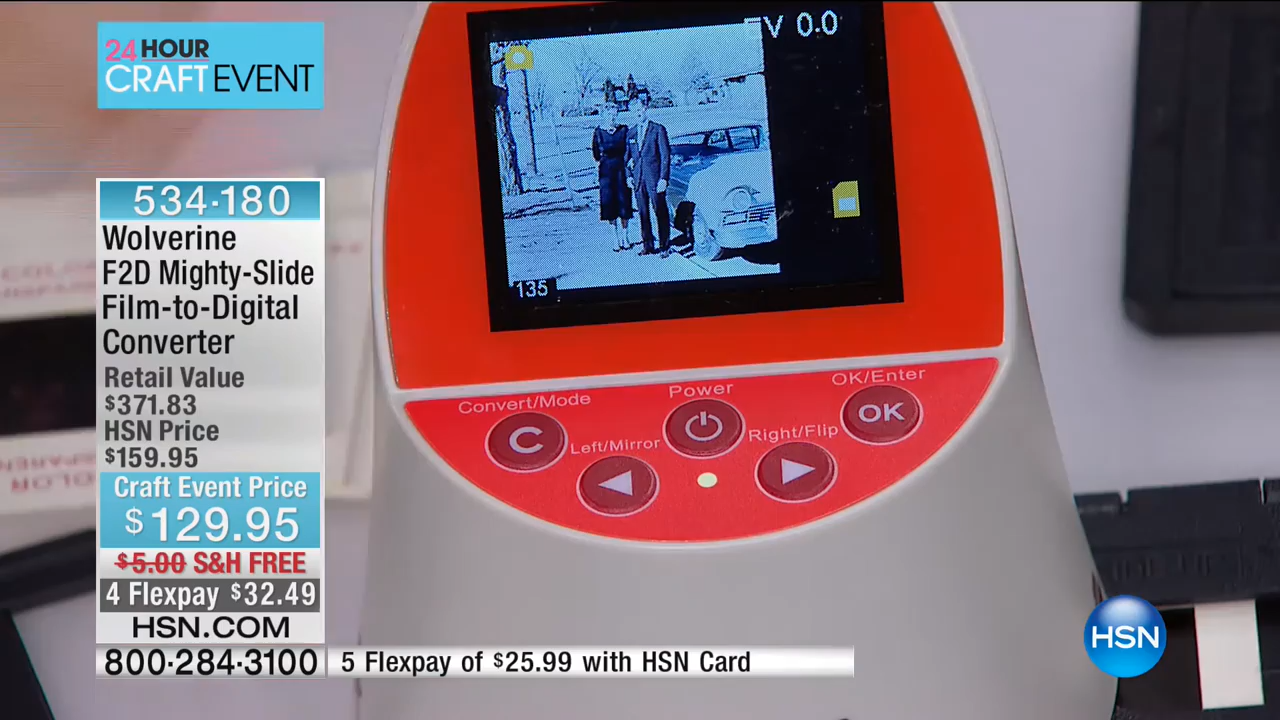 24 HOUR
CRAFT EVENT
534·180
Wolverine
F2D Mighty-Slide
Film-to-Digital
Converter
Retail Value
$371.83
HSN Price
$159.95
Craft Event Price
$129.95
$5.00 S&H FREE
4 Flexpay $32.49
HSN.COM
800·284·3100
5 Flexpay of $25.99 with HSN Card
EV 0.0
135
Convert/Mode
Power
OK/Enter
C
OK
Left/Mirror
Right/Flip
HSN